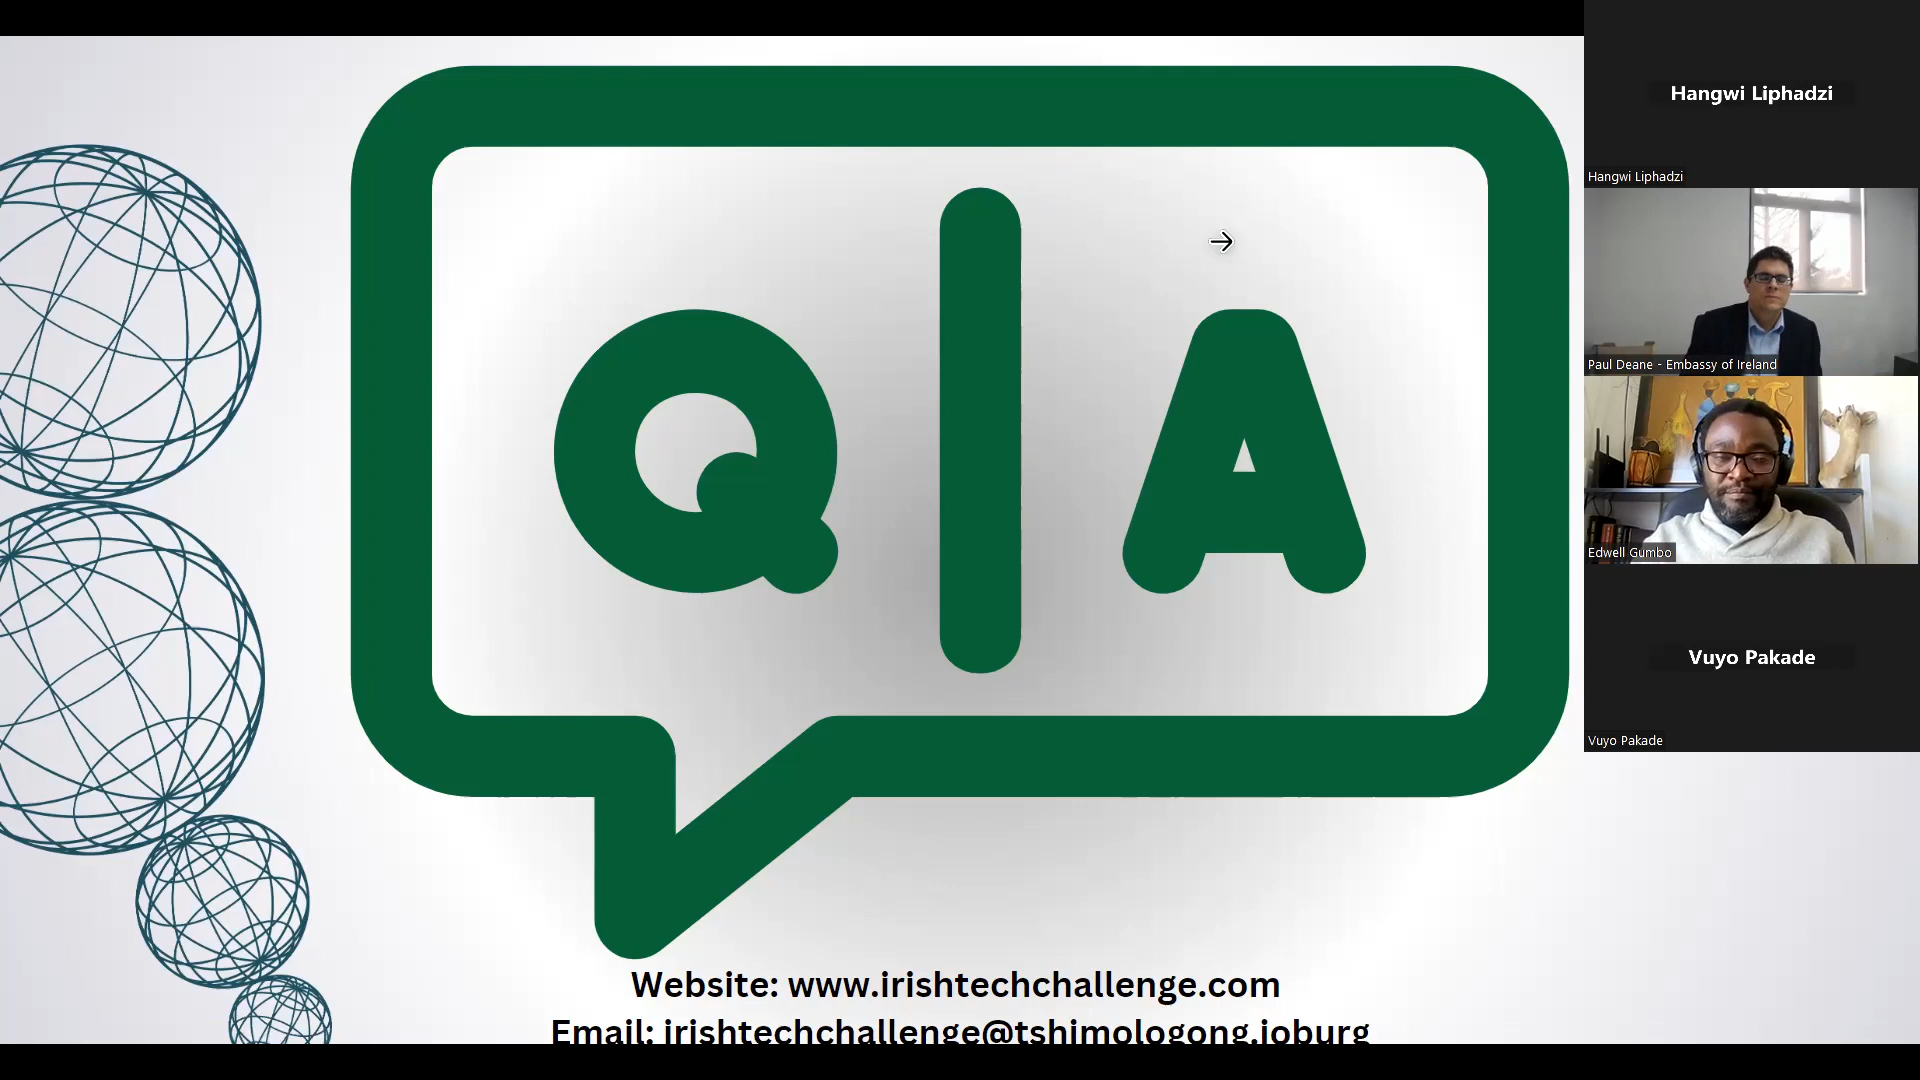 Q | A
Website: www.irishtechchallenge.com
Email: irishtechchallenge@tshimologong.joburg
Hangwi Liphadzi
Hangwi Liphadzi
Paul Deane - Embassy of Ireland
Edwell Gumbo
Vuyo Pakade
Vuyo Pakade